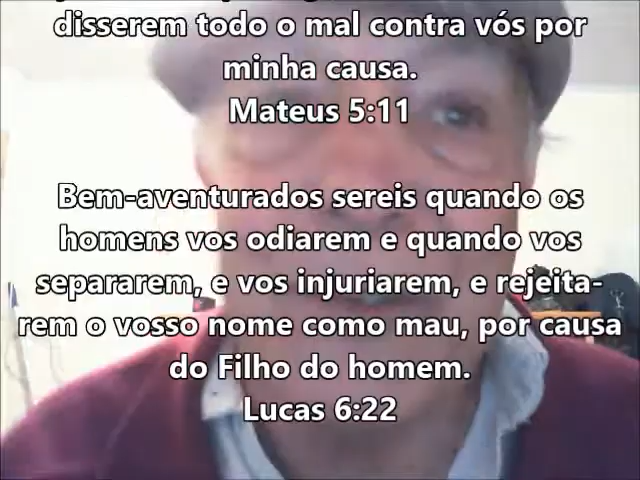 disserem todo o mal contra vós por
minha causa.
Mateus 5:11
Bem-aventurados sereis quando os
homens vos odiarem e quando vos
separarem, e vos injuriarem, e rejeita-
rem o vosso nome como mau, por causa
do Filho do homem.
Lucas 6:22